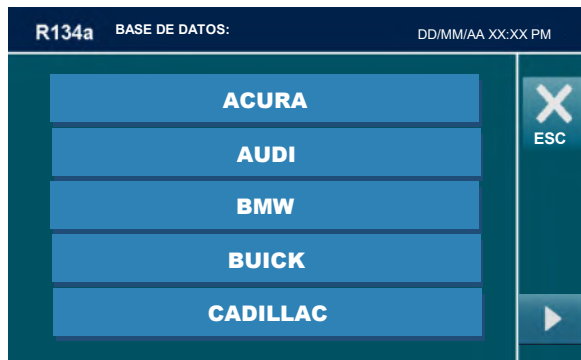 R134a BASE DE DATOS: DD/MM/AA XX:XX PM
ACURA
ESC
AUDI
BMW
BUICK
CADILLAC